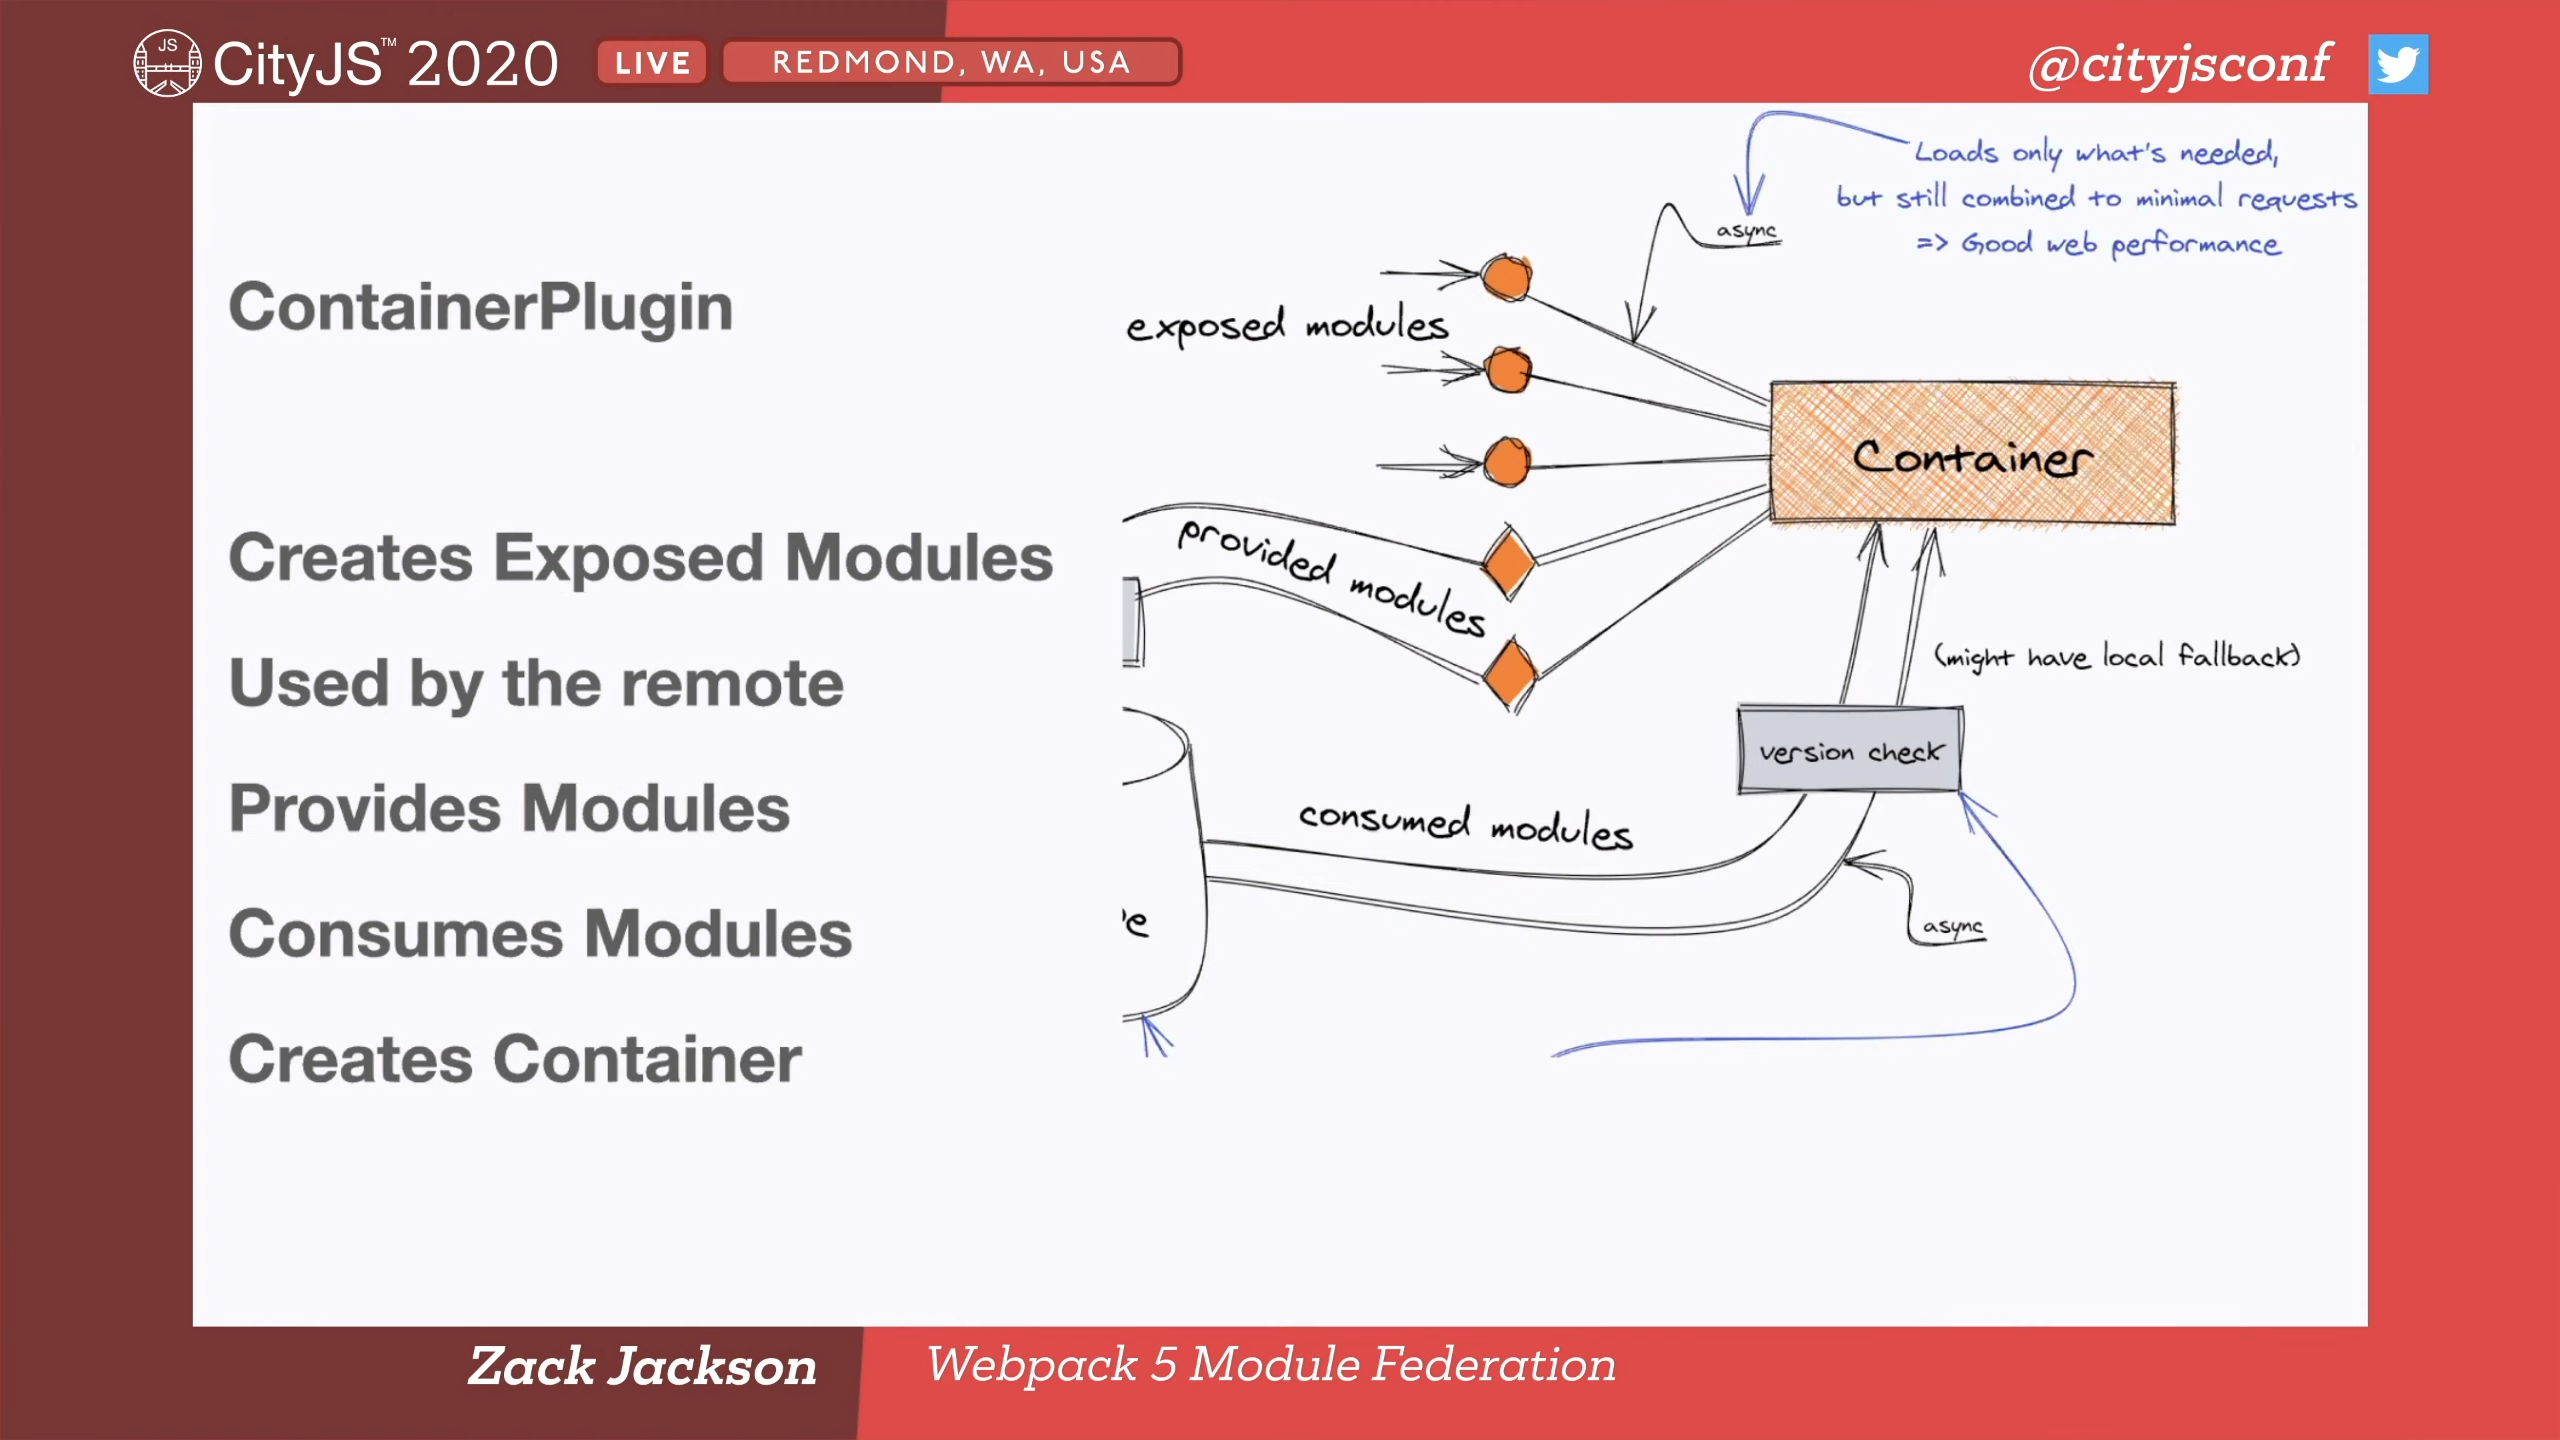 JS
CityJS™ 2020
LIVE
REDMOND, WA, USA
@cityjsconf
ContainerPlugin
Creates Exposed Modules
Used by the remote
Provides Modules
Consumes Modules
Creates Container
Loads only what's needed,
but still combined to minimal requests
=> Good web performance
async
exposed modules
Container
provided modules
(might have local fallback)
version check
consumed modules
async
Zack Jackson
Webpack 5 Module Federation